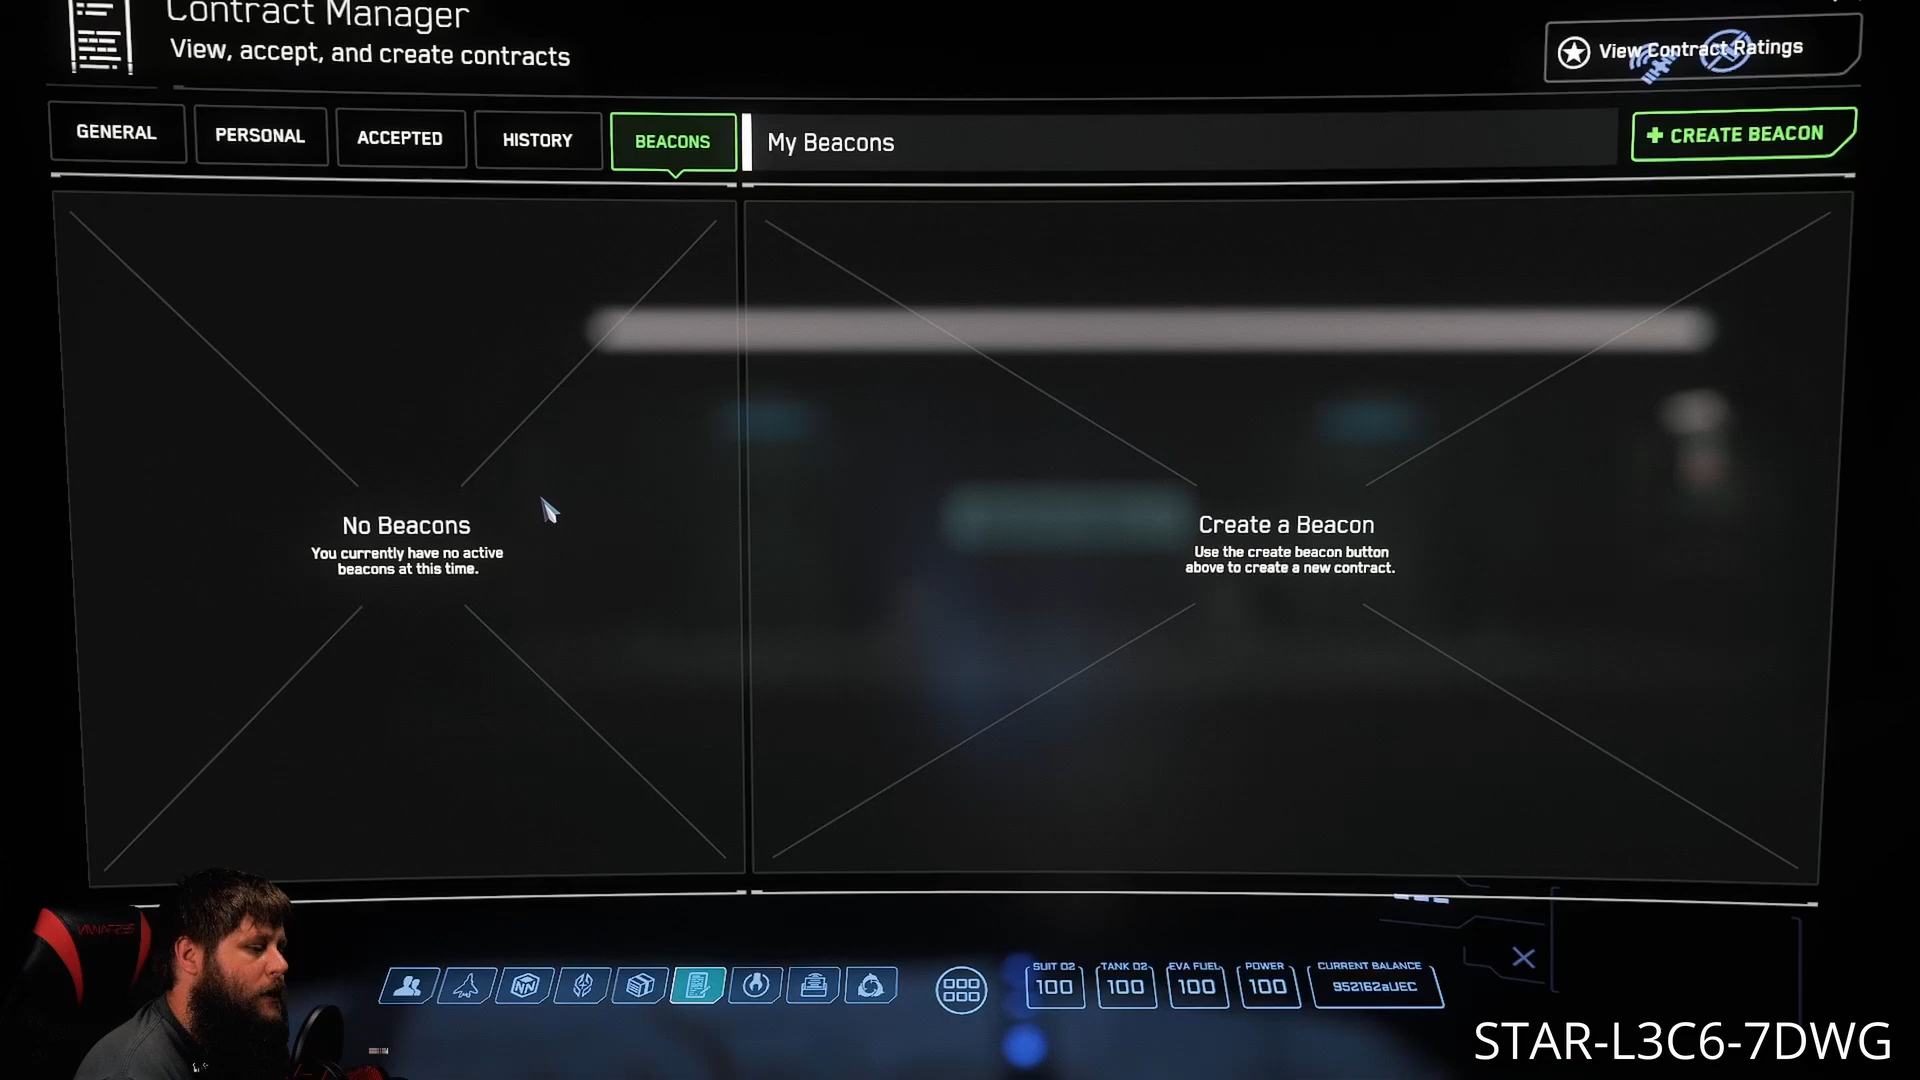 Contract Manager
View, accept, and create contracts
View Contract Ratings
GENERAL
PERSONAL
ACCEPTED
HISTORY
BEACONS
My Beacons
+ CREATE BEACON
No Beacons
You currently have no active
beacons at this time.
Create a Beacon
Use the create beacon button
above to create a new contract.
SUIT O2
100
TANK O2
100
EVA FUEL
100
POWER
100
CURRENT BALANCE
952162aUEC
STAR-L3C6-7DWG